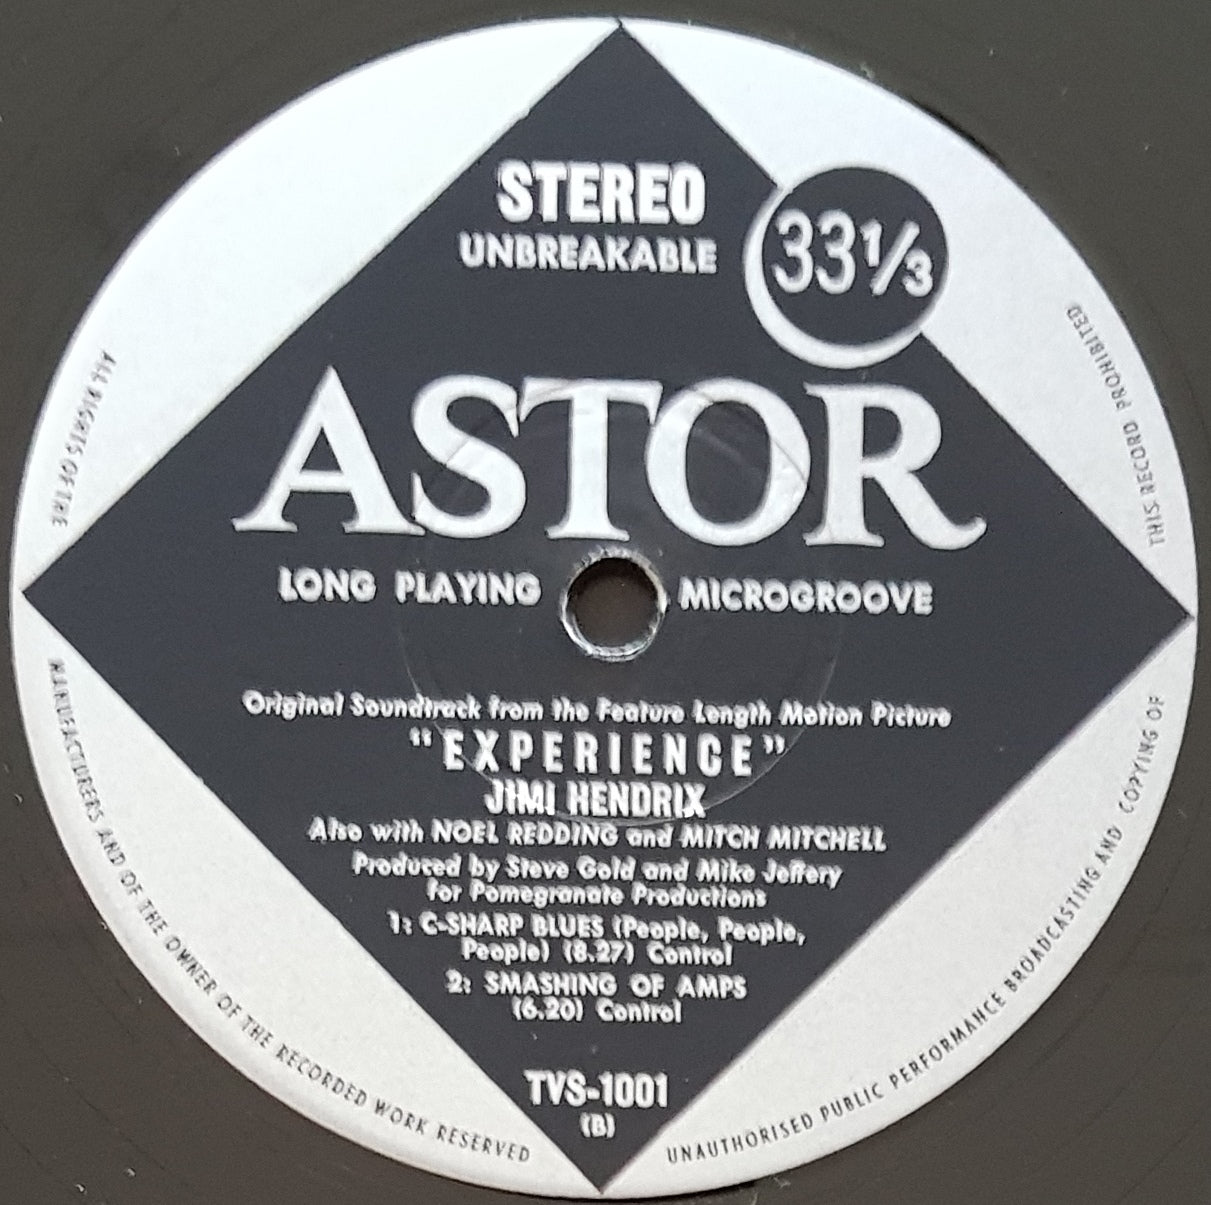 STEREO
UNBREAKABLE
33 1/3
ASTOR
LONG PLAYING MICROGROOVE
Original Soundtrack from the Feature Length Motion Picture
"EXPERIENCE"
JIMI HENDRIX
Also with NOEL REDDING and MITCH MITCHELL
Produced by Steve Gold and Mike Jeffery
for Pomegranate Productions
1: C-SHARP BLUES (People, People,
People) (8.27) Control
2: SMASHING OF AMPS
(6.20) Control
TVS-1001
(B)
ALL RIGHTS OF THE
MANUFACTURERS AND OF THE OWNER OF THE RECORDED WORK RESERVED
UNAUTHORISED PUBLIC PERFORMANCE BROADCASTING AND COPYING OF
THIS RECORD PROHIBITED